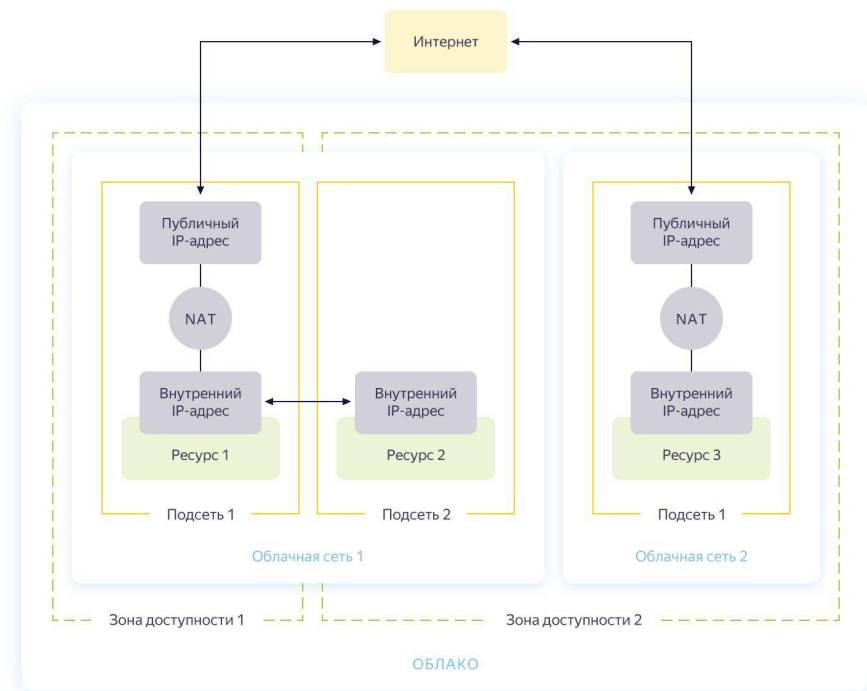 Интернет
Публичный
IP-адрес
Публичный
IP-адрес
NAT
NAT
Внутренний
IP-адрес
Внутренний
IP-адрес
Внутренний
IP-адрес
Ресурс 1
Ресурс 2
Ресурс 3
Подсеть 1
Подсеть 2
Подсеть 1
Облачная сеть 1
Облачная сеть 2
Зона доступности 1
Зона доступности 2
ОБЛАКО